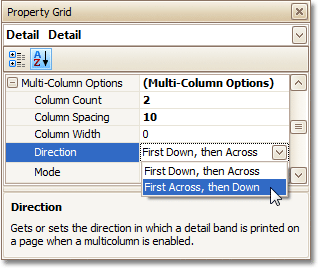 Property Grid
Detail Detail
Multi-Column Options (Multi-Column Options)
Column Count 2
Column Spacing 10
Column Width 0
Direction First Down, then Across
Mode First Down, then Across
First Across, then Down
Direction
Gets or sets the direction in which a detail band is printed
on a page when a multicolumn is enabled.